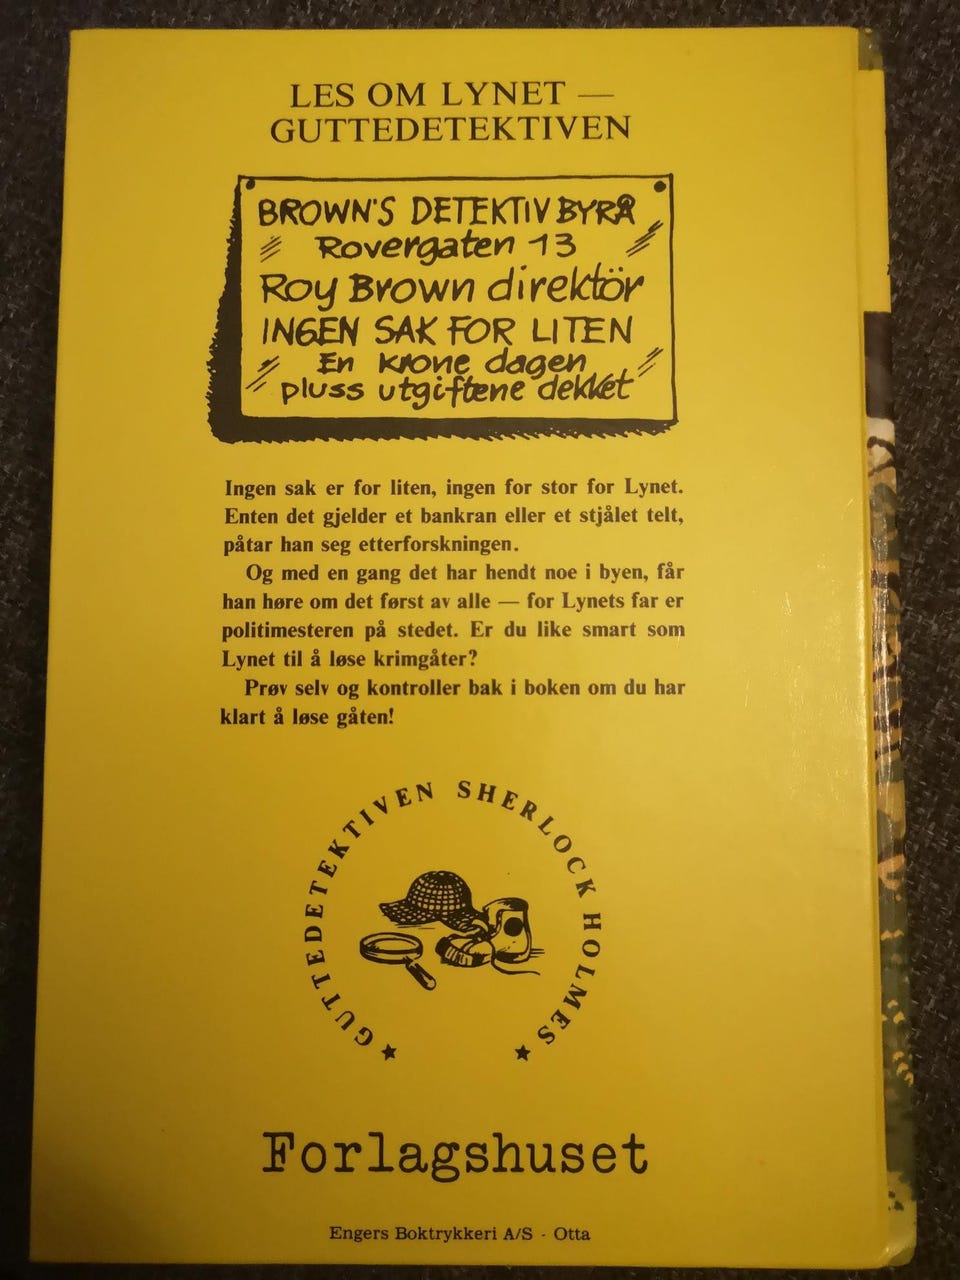 LES OM LYNET —
GUTTEDETEKTIVEN
BROWN'S DETEKTIVBYRÅ
Rovergaten 13
Roy Brown direktör
INGEN SAK FOR LITEN
En krone dagen
pluss utgiftene dekket
Ingen sak er for liten, ingen for stor for Lynet.
Enten det gjelder et bankran eller et stjålet telt,
påtar han seg etterforskningen.
Og med en gang det har hendt noe i byen, får
han høre om det først av alle — for Lynets far er
politimesteren på stedet. Er du like smart som
Lynet til å løse krimgåter?
Prøv selv og kontroller bak i boken om du har
klart å løse gåten!
★ GUTTEDETEKTIVEN SHERLOCK HOLMES ★
Forlagshuset
Engers Boktrykkeri A/S - Otta